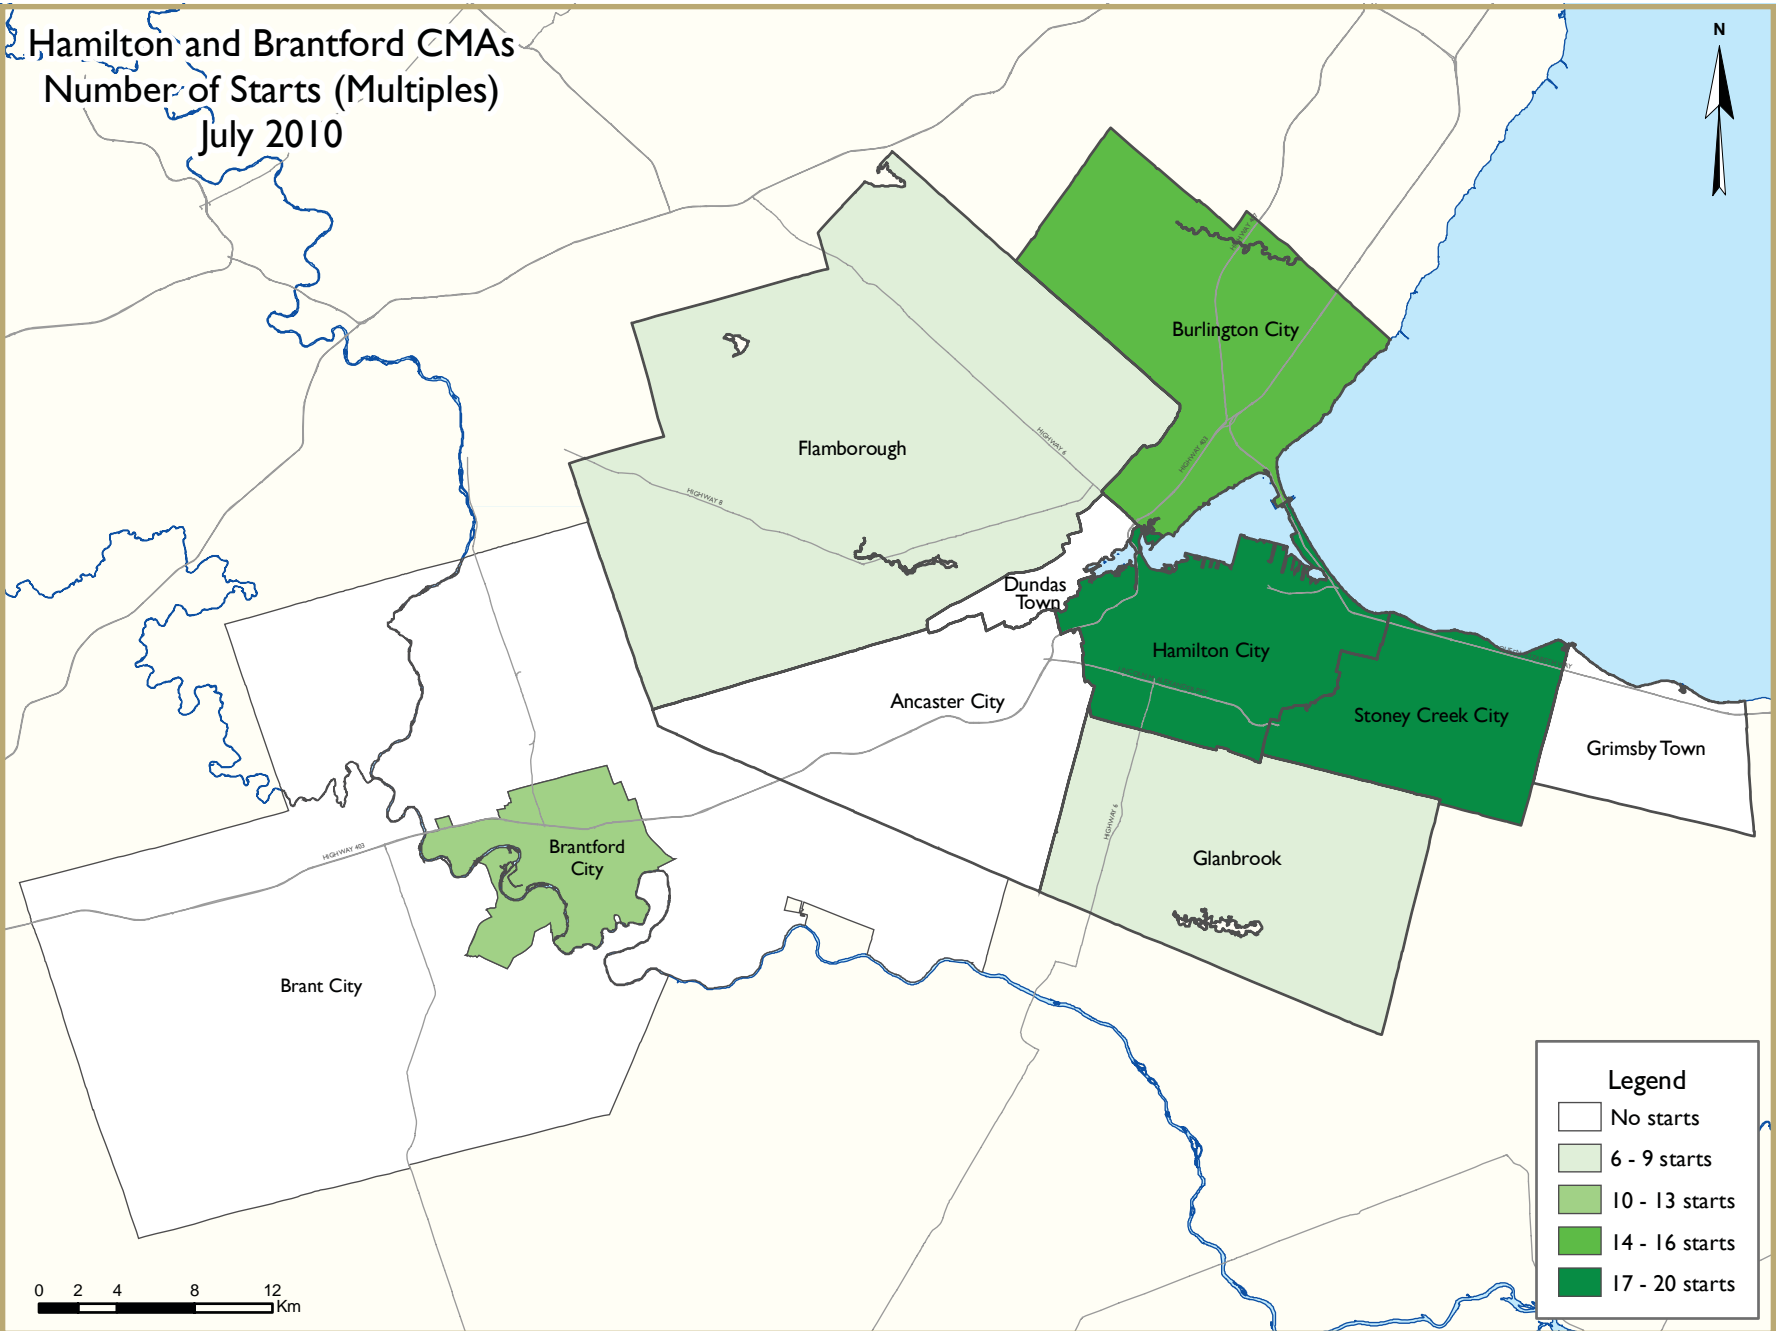 Hamilton and Brantford CMAs
Number of Starts (Multiples)
July 2010
N
Burlington City
Flamborough
HIGHWAY 6
HIGHWAY 8
Dundas
Town
Hamilton City
Ancaster City
Stoney Creek City
Grimsby Town
HIGHWAY 6
Glanbrook
Brantford
City
HIGHWAY 403
Brant City
Legend
No starts
6 - 9 starts
10 - 13 starts
14 - 16 starts
17 - 20 starts
0 2 4 8 12
Km